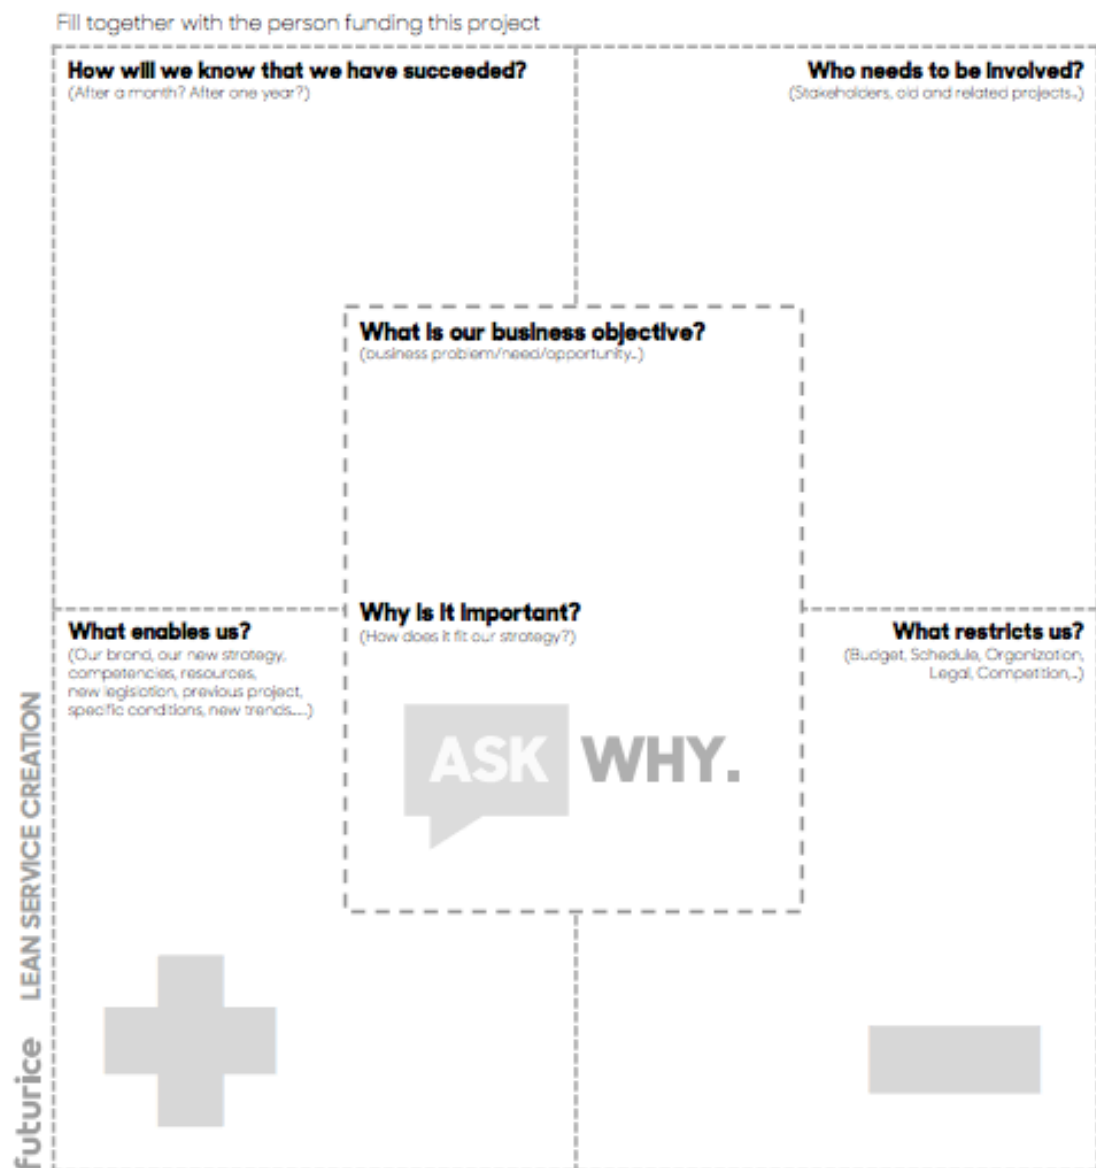 Fill together with the person funding this project
How will we know that we have succeeded?
(After a month? After one year?)
Who needs to be involved?
(Stakeholders, old and related projects..)
What is our business objective?
(business problem/need/opportunity..)
Why is it important?
(How does it fit our strategy?)
ASK WHY.
What enables us?
(Our brand, our new strategy,
competencies, resources,
new legislation, previous project,
specific conditions, new trends.....)
What restricts us?
(Budget, Schedule, Organization,
Legal, Competition,..)
futurice LEAN SERVICE CREATION